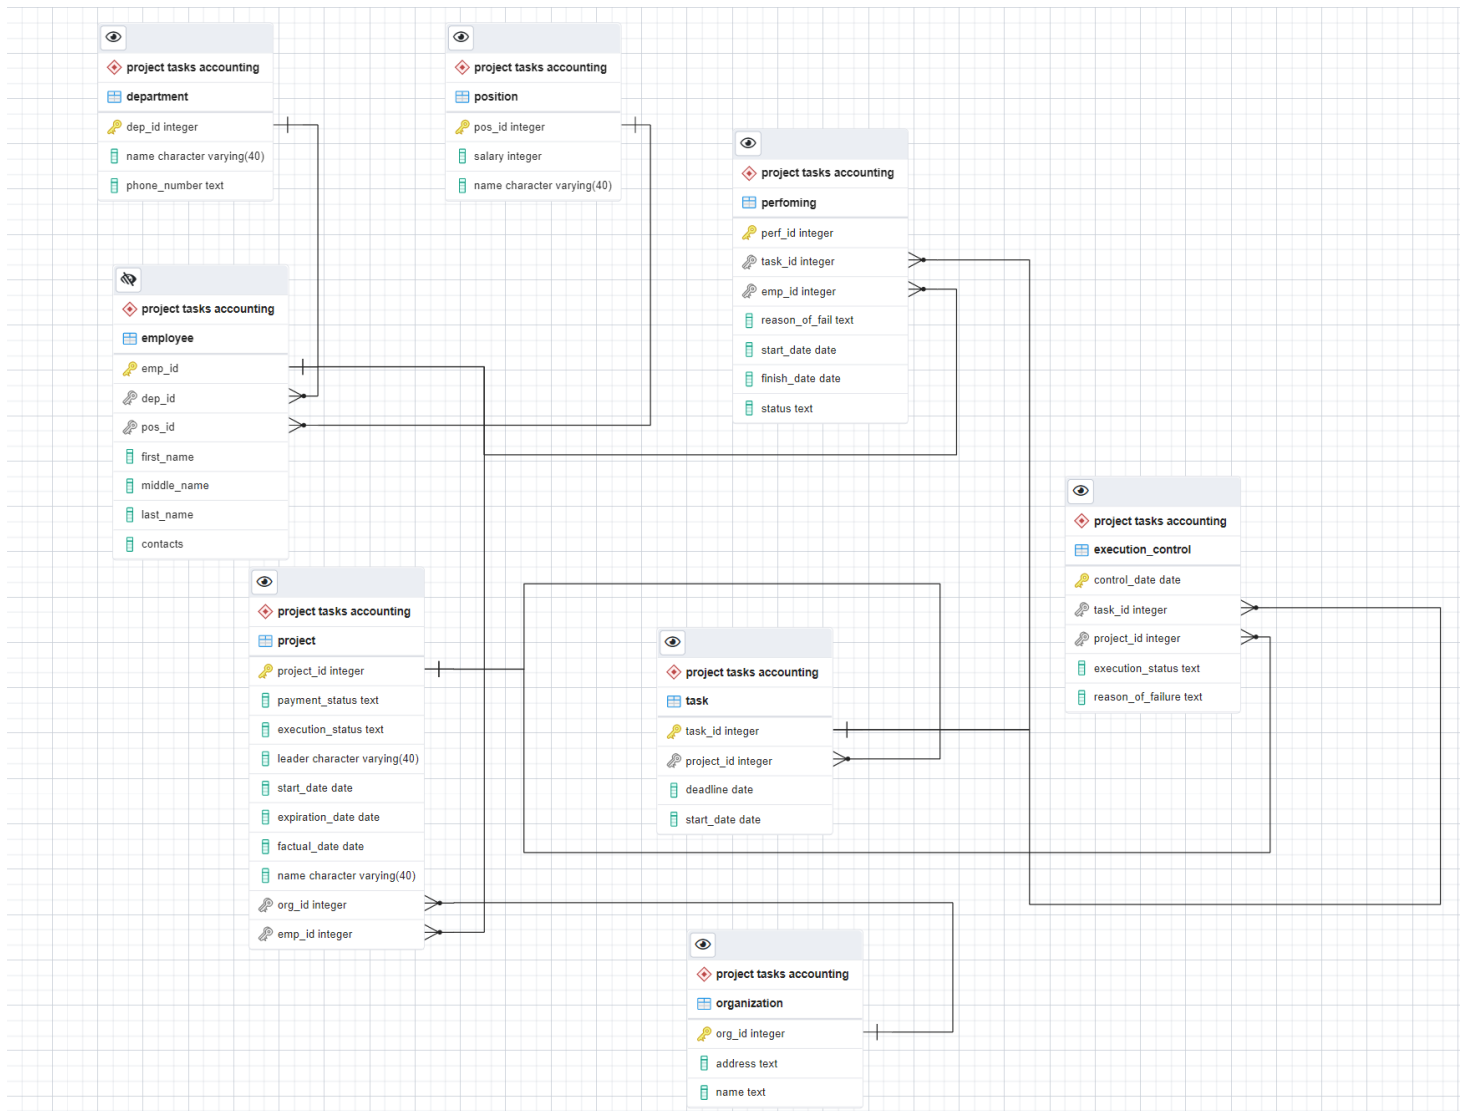 project tasks accounting
department
dep_id integer
name character varying(40)
phone_number text
project tasks accounting
position
pos_id integer
salary integer
name character varying(40)
project tasks accounting
perfoming
perf_id integer
task_id integer
emp_id integer
reason_of_fail text
start_date date
finish_date date
status text
project tasks accounting
employee
emp_id
dep_id
pos_id
first_name
middle_name
last_name
contacts
project tasks accounting
execution_control
control_date date
task_id integer
project_id integer
execution_status text
reason_of_failure text
project tasks accounting
project
project_id integer
payment_status text
execution_status text
leader character varying(40)
start_date date
expiration_date date
factual_date date
name character varying(40)
org_id integer
emp_id integer
project tasks accounting
task
task_id integer
project_id integer
deadline date
start_date date
project tasks accounting
organization
org_id integer
address text
name text